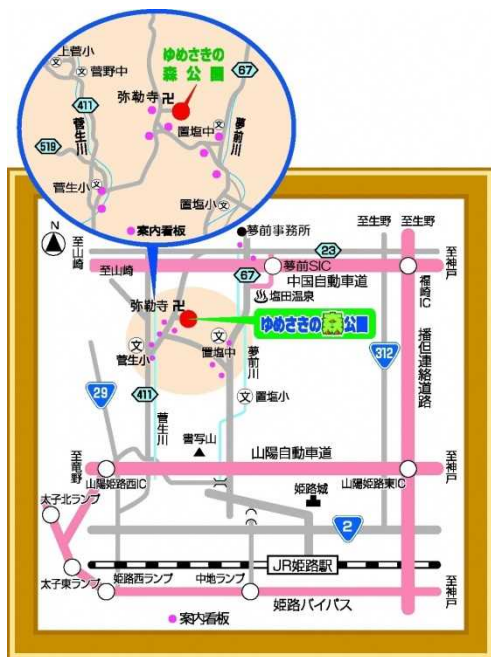 上菅小
菅野中
ゆめさきの
森公園
67
411
弥勒寺
置塩中
夢前川
519
菅生川
菅生小
置塩小
案内看板
N
夢前事務所
至生野
至生野
至山崎
23
至神戸
至山崎
67
夢前SIC
中国自動車道
福崎IC
塩田温泉
弥勒寺
ゆめさきの森公園
播但連絡道路
菅生小
置塩中
夢前川
312
29
411
菅生川
置塩小
書写山
至竜野
山陽自動車道
至神戸
山陽姫路西IC
山陽姫路東IC
姫路城
太子北ランプ
2
JR姫路駅
太子東ランプ
姫路西ランプ
中地ランプ
姫路バイパス
至神戸
案内看板